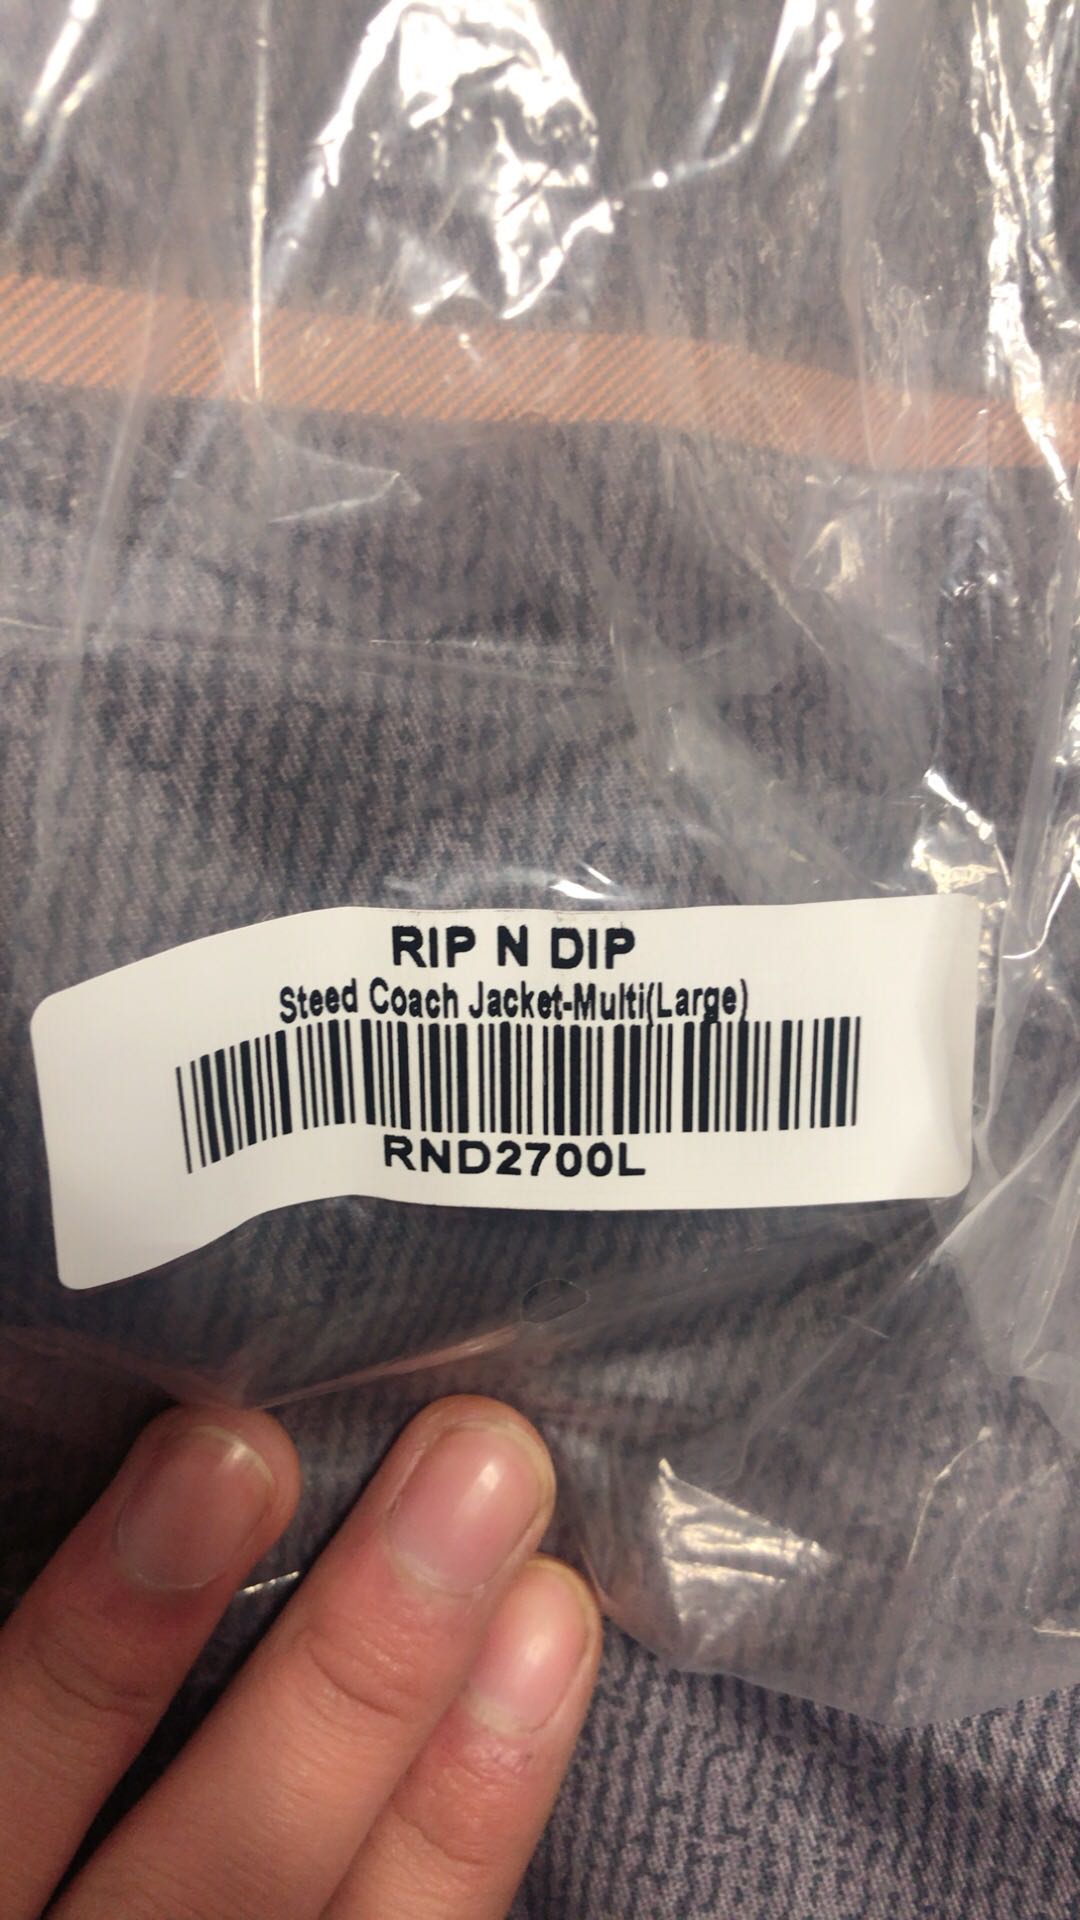 RIP N DIP
Steed Coach Jacket-Multi(Large)
RND2700L